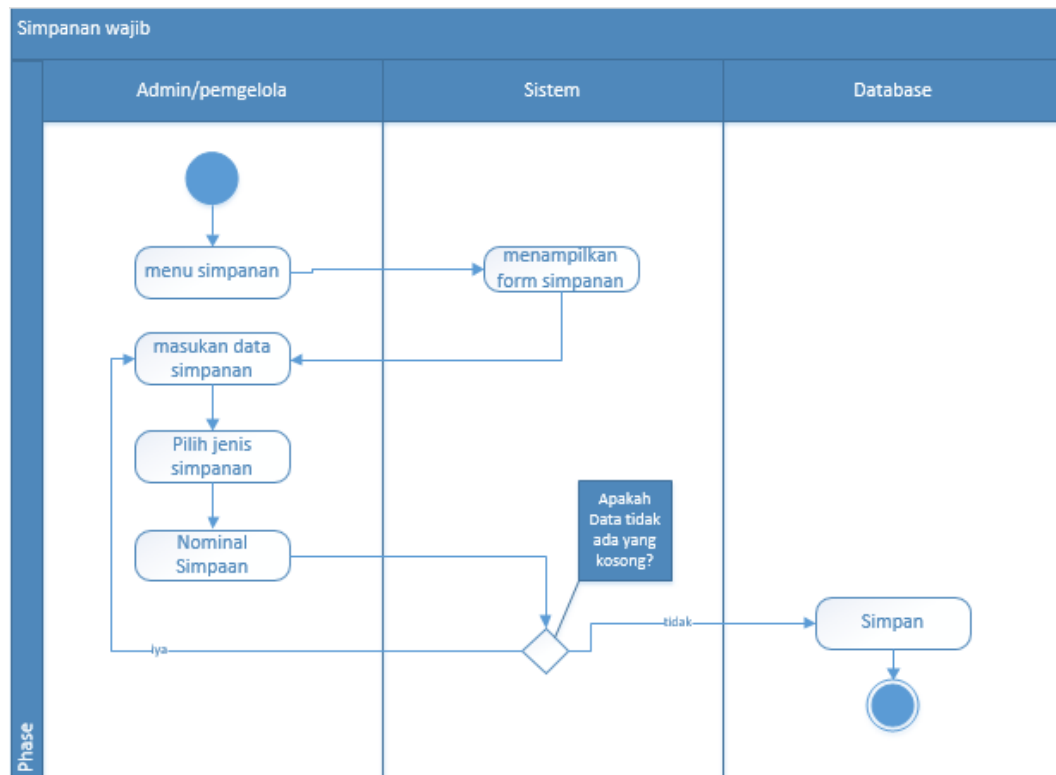 Simpanan wajib
Admin/pemgelola
Sistem
Database
menu simpanan
menampilkan
form simpanan
masukan data
simpanan
Pilih jenis
simpanan
Nominal
Simpaan
Apakah
Data tidak
ada yang
kosong?
tidak
Simpan
iya
Phase